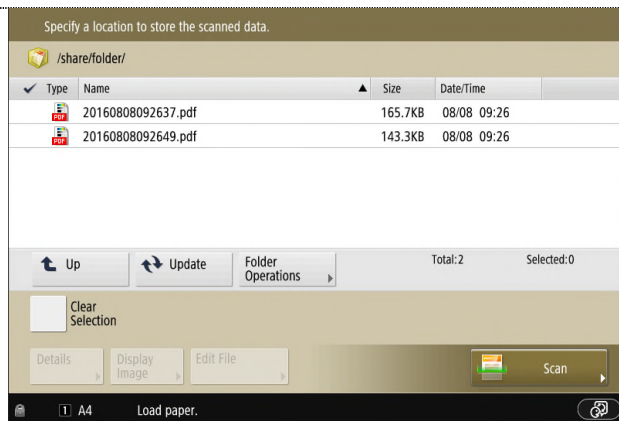 Specify a location to store the scanned data.
/share/folder/
Type Name Size Date/Time
PDF 20160808092637.pdf 165.7KB 08/08 09:26
PDF 20160808092649.pdf 143.3KB 08/08 09:26
Up Update Folder Operations Total:2 Selected:0
Clear
Selection
Details Display
Image Edit File
Scan
1 A4 Load paper.